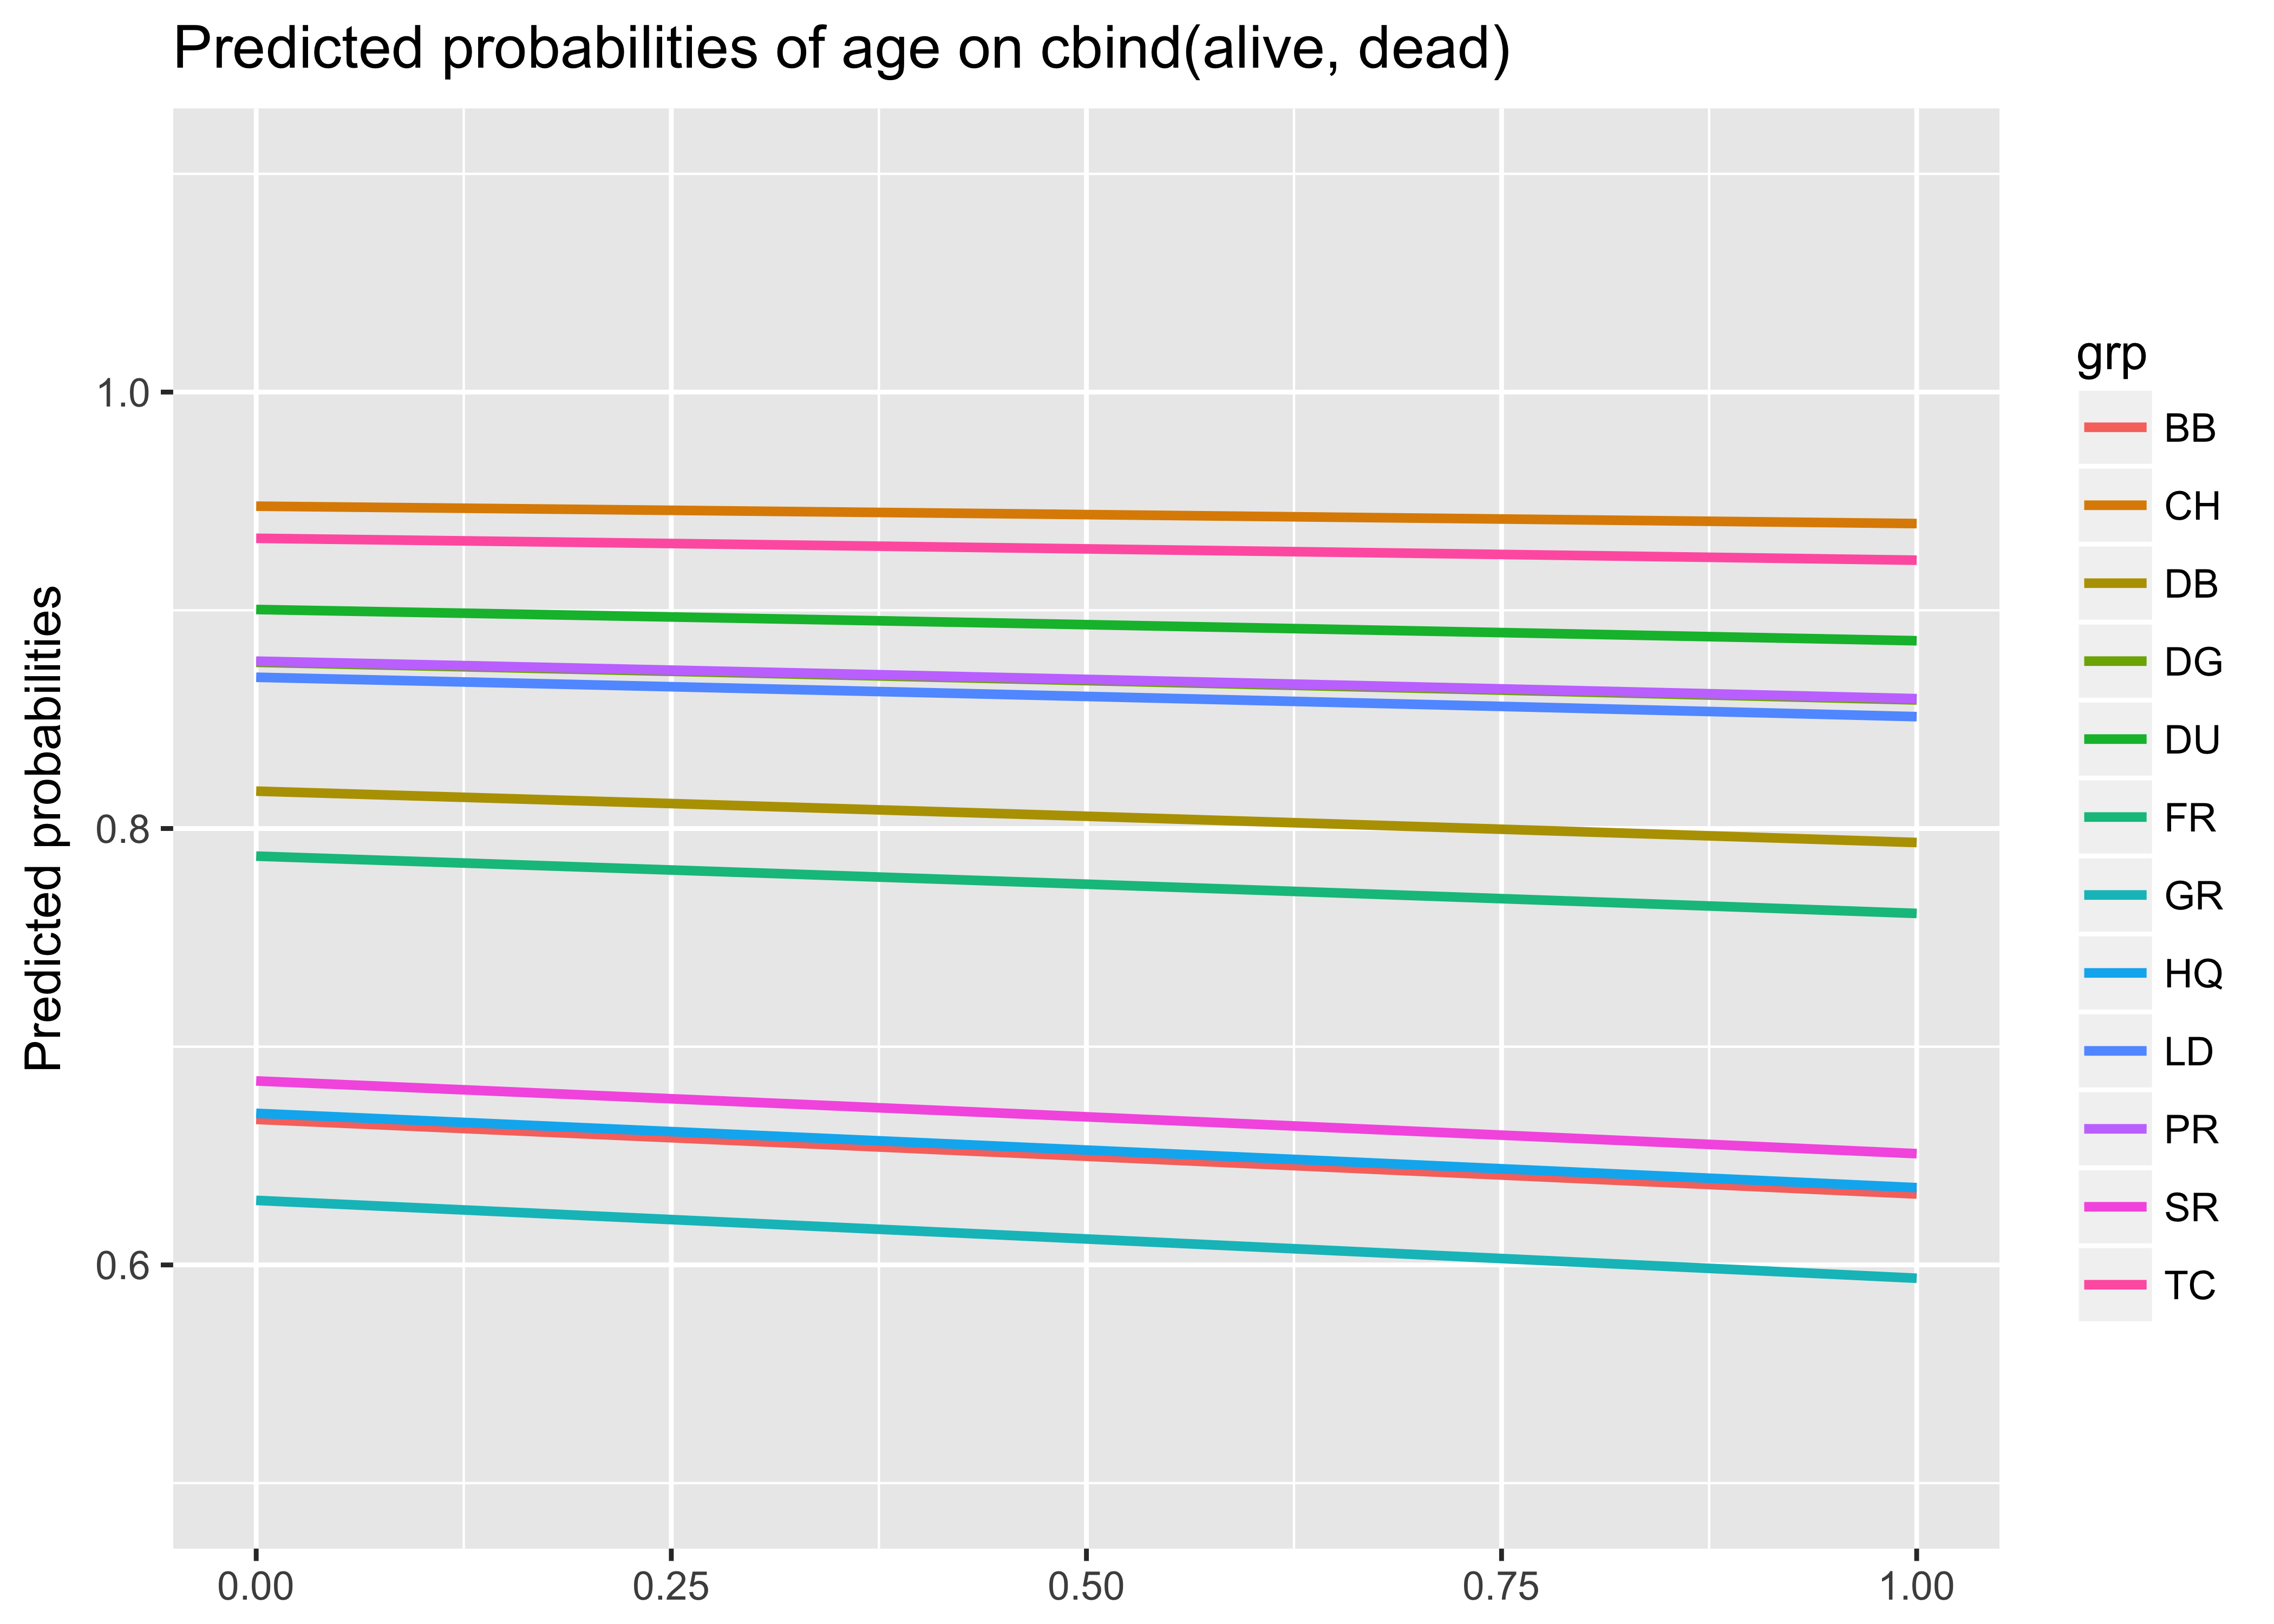 Predicted probabilities of age on cbind(alive, dead)
Predicted probabilities
1.0
0.8
0.6
0.00 0.25 0.50 0.75 1.00
grp
BB
CH
DB
DG
DU
FR
GR
HQ
LD
PR
SR
TC